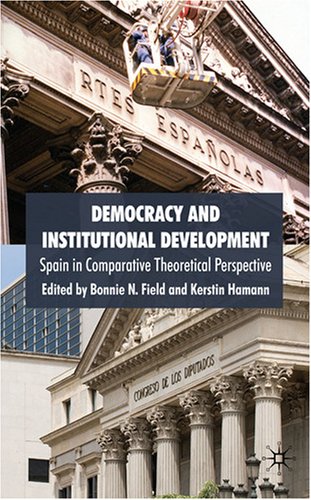 RTES ESPAÑOLAS
DEMOCRACY AND
INSTITUTIONAL DEVELOPMENT
Spain in Comparative Theoretical Perspective
Edited by Bonnie N. Field and Kerstin Hamann
CONGRESO DE LOS DIPUTADOS